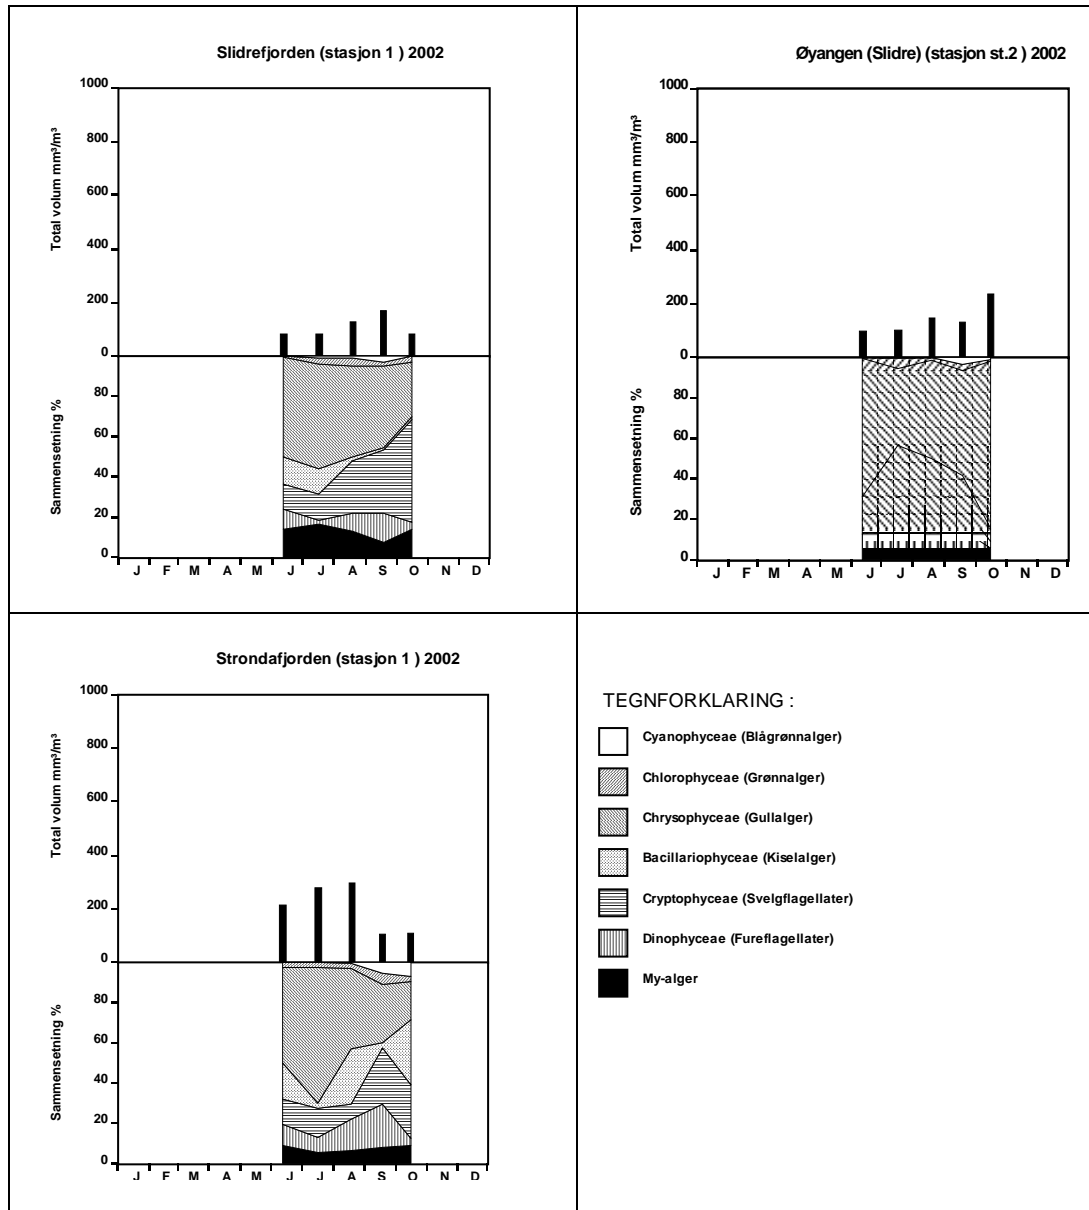 Slidrefjorden (stasjon 1 ) 2002
Total volum mm³/m³
1000
800
600
400
200
0
Sammensetning %
80
60
40
20
0
J F M A M J J A S O N D
Øyangen (Slidre) (stasjon st.2 ) 2002
Total volum mm³/m³
1000
800
600
400
200
0
Sammensetning %
80
60
40
20
0
J F M A M J J A S O N D
Strondafjorden (stasjon 1 ) 2002
Total volum mm³/m³
1000
800
600
400
200
0
Sammensetning %
80
60
40
20
0
J F M A M J J A S O N D
TEGNFORKLARING :
Cyanophyceae (Blågrønnalger)
Chlorophyceae (Grønnalger)
Chrysophyceae (Gullalger)
Bacillariophyceae (Kiselalger)
Cryptophyceae (Svelgflagellater)
Dinophyceae (Fureflagellater)
My-alger